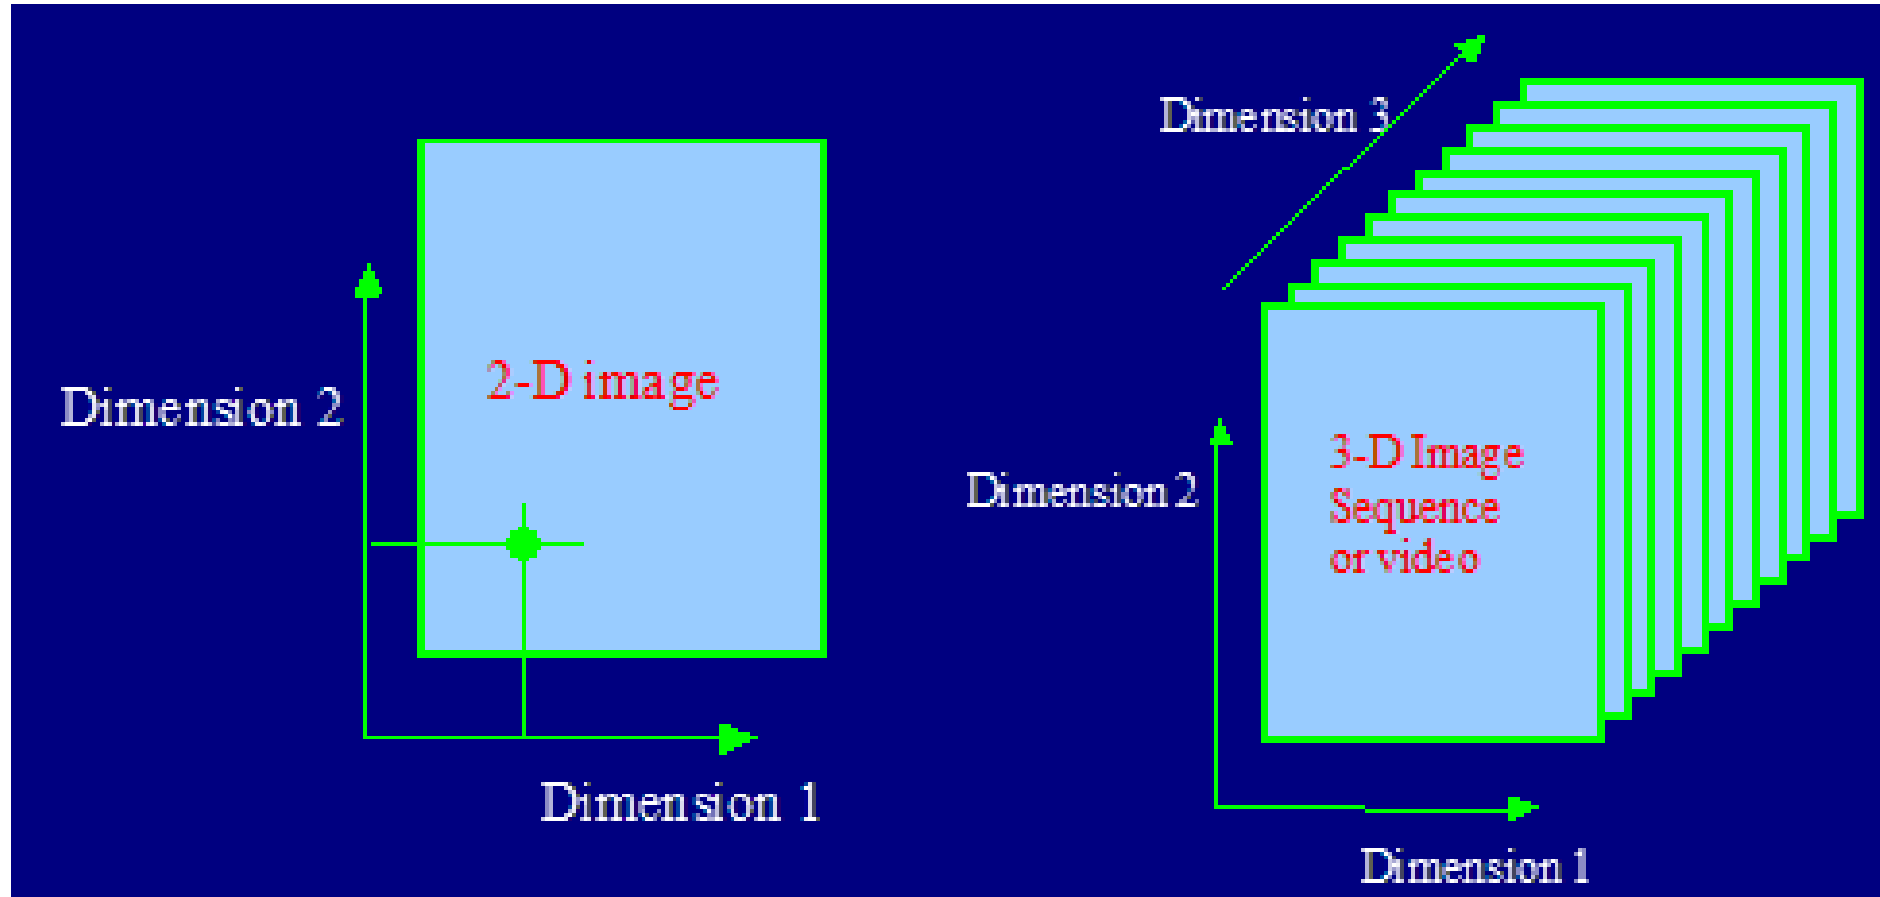 2-D image
Dimension 2
Dimension 1
Dimension 3
3-D Image
Sequence
or video
Dimension 2
Dimension 1